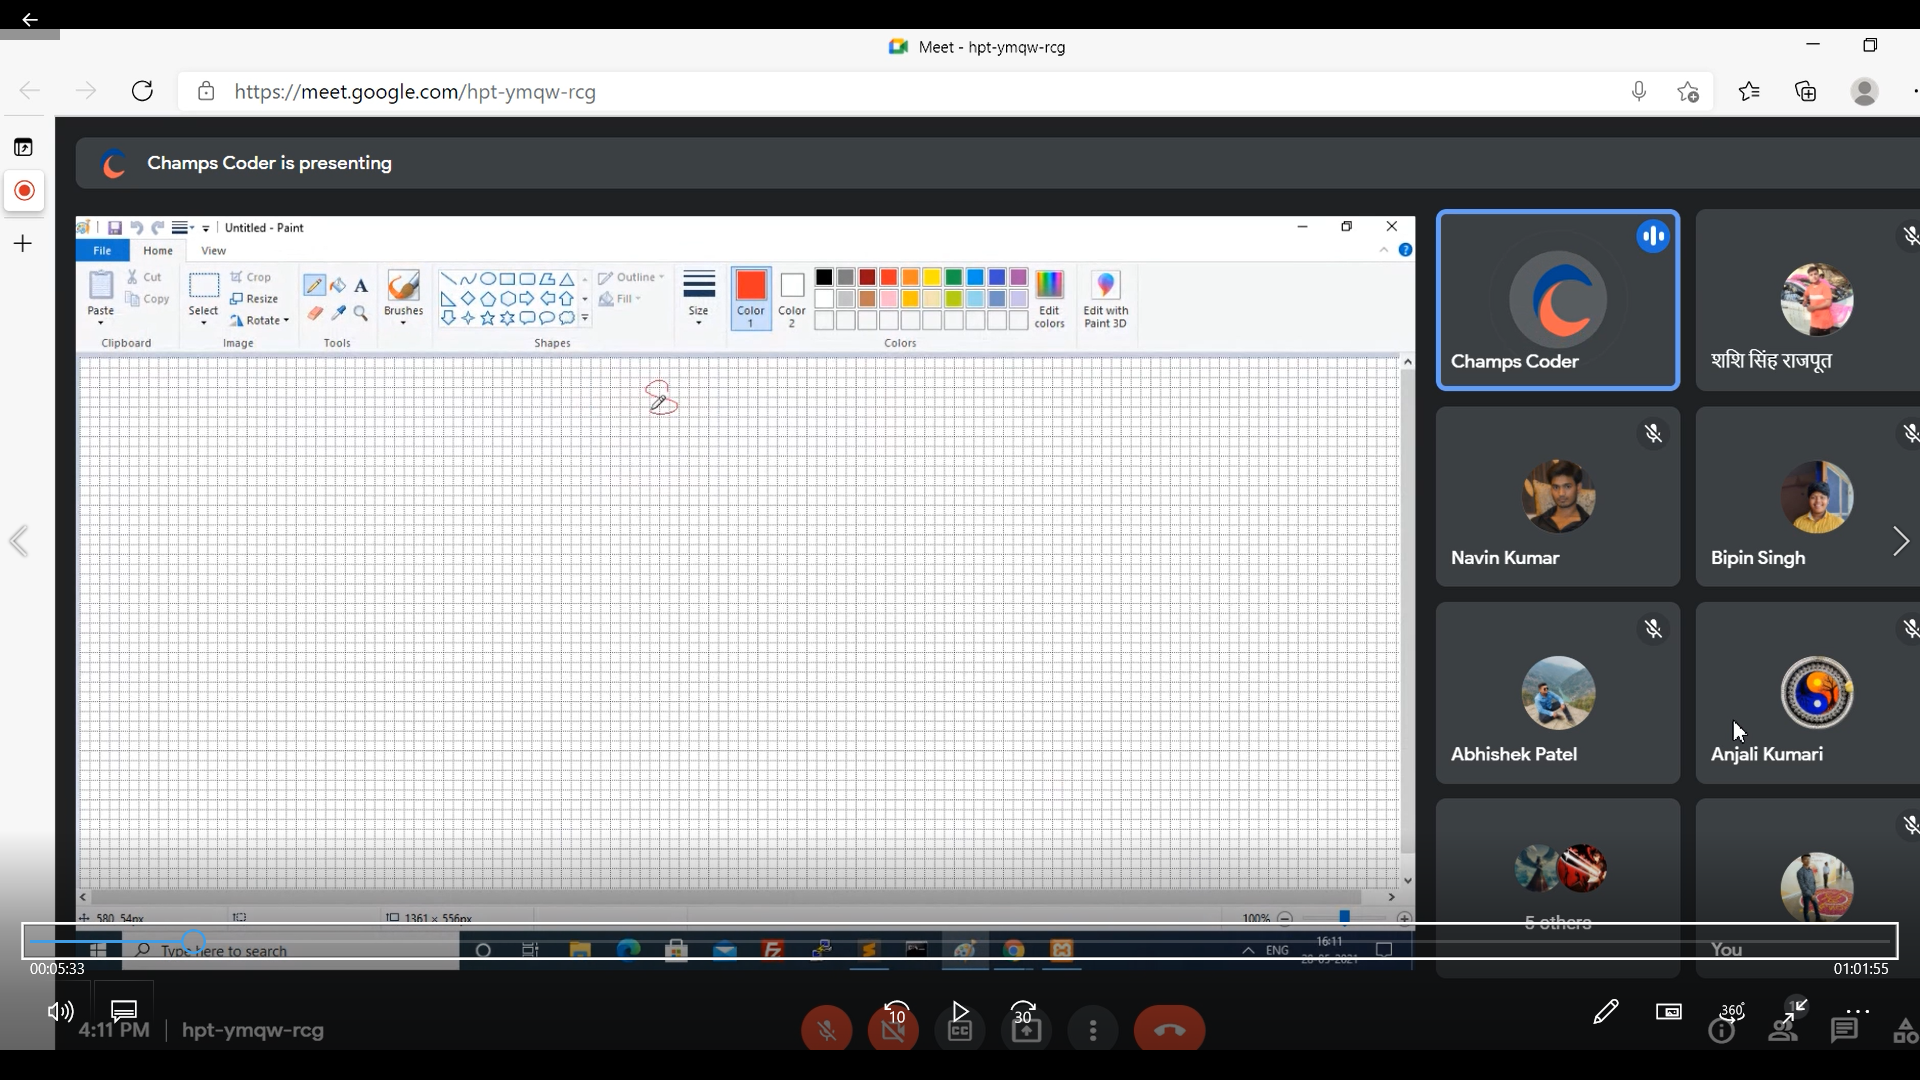 Meet - hpt-ymqw-rcg
https://meet.google.com/hpt-ymqw-rcg
Champs Coder is presenting
Untitled - Paint
File Home View
Cut
Copy
Paste
Clipboard
Select
Crop
Resize
Rotate
Image
A
Tools
Brushes
Shapes
Outline
Fill
Size
Color
1
Color
2
Edit
colors
Colors
Edit with
Paint 3D
S
580, 54px
1361 × 556px
100%
Type here to search
ENG
16:11
28-05-2021
Champs Coder
शशि सिंह राजपूत
Navin Kumar
Bipin Singh
Abhishek Patel
Anjali Kumari
5 others
You
00:05:33
01:01:55
4:11 PM | hpt-ymqw-rcg
10
CC
30
360°